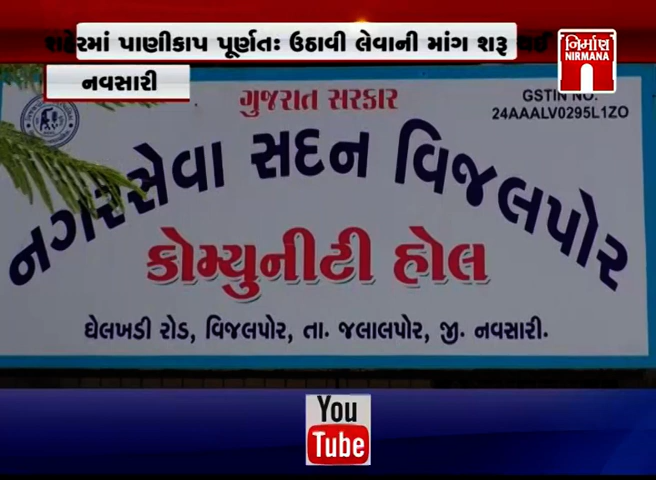 શહેરમાં પાણીકાપ પૂર્ણતઃ ઉઠાવી લેવાની માંગ શરૂ થઈ
નિર્માણ
NIRMANA
નવસારી
ગુજરાત સરકાર
GSTIN NO.
24AAALV0295L1ZO
નગરસેવા સદન વિજલપોર
કોમ્યુનીટી હોલ
ઘેલખડી રોડ, વિજલપોર, તા. જલાલપોર, જી. નવસારી.
You
Tube